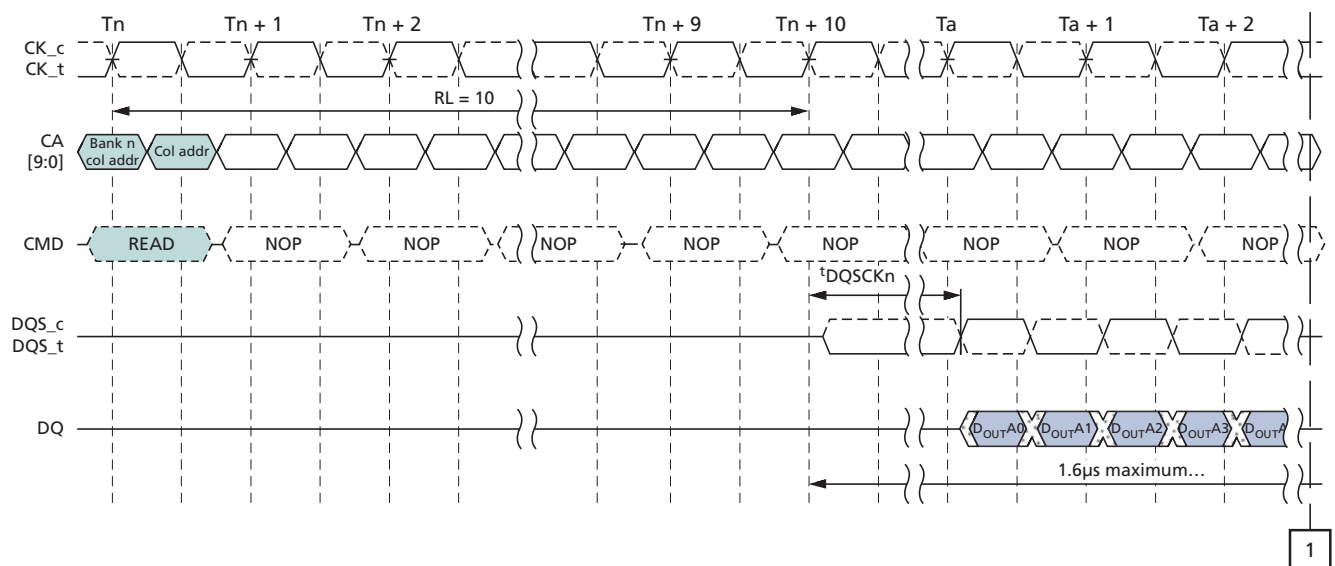 Tn Tn + 1 Tn + 2 Tn + 9 Tn + 10 Ta Ta + 1 Ta + 2
CK_c
CK_t
RL = 10
CA
[9:0]
Bank n
col addr
Col addr
CMD READ NOP NOP NOP NOP NOP NOP NOP NOP
tDQSCKn
DQS_c
DQS_t
DQ DOUTA0 DOUTA1 DOUTA2 DOUTA3 DOUTA
1.6µs maximum…
1